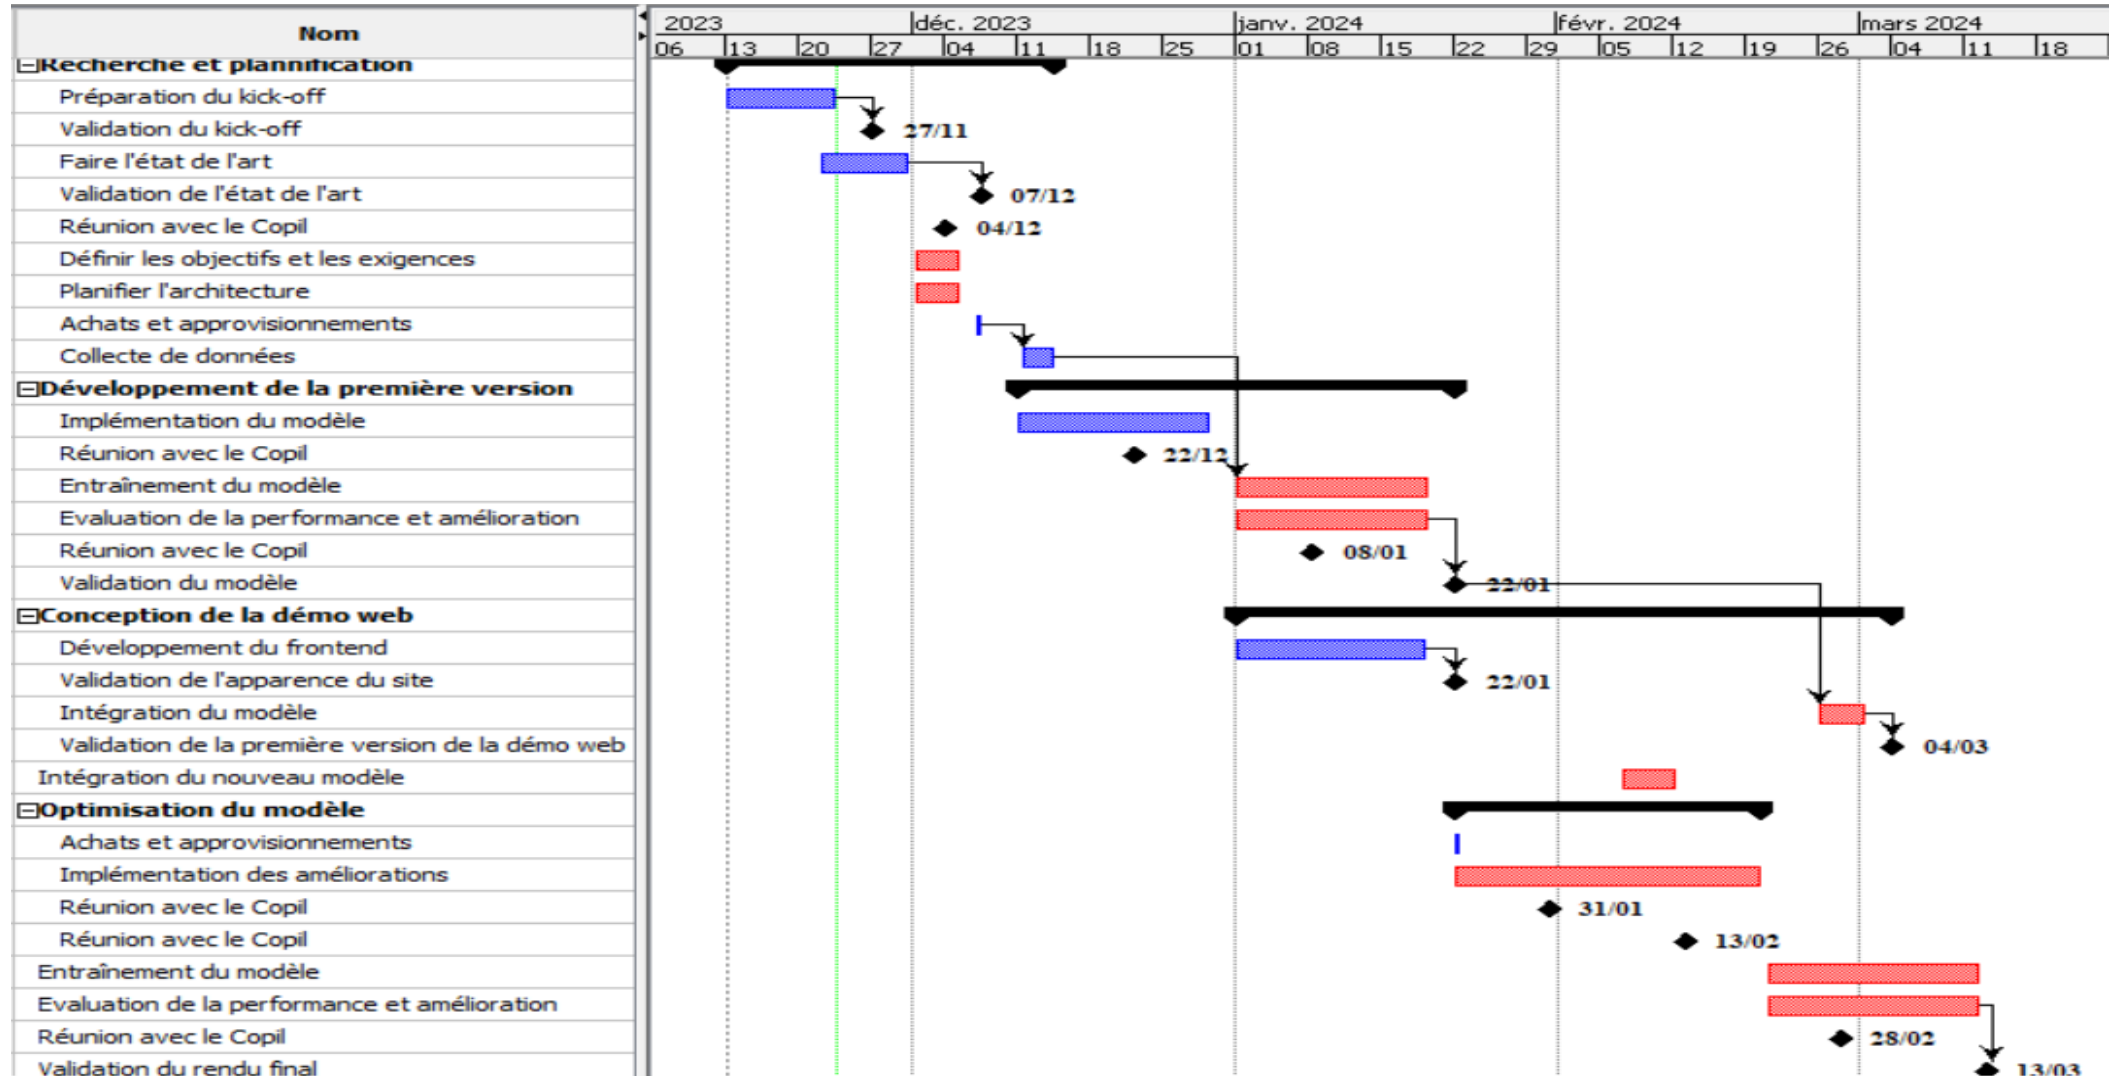 Nom
2023 déc. 2023 janv. 2024 févr. 2024 mars 2024
06 13 20 27 04 11 18 25 01 08 15 22 29 05 12 19 26 04 11 18
Recherche et plannification
Préparation du kick-off
Validation du kick-off 27/11
Faire l'état de l'art
Validation de l'état de l'art 07/12
Réunion avec le Copil 04/12
Définir les objectifs et les exigences
Planifier l'architecture
Achats et approvisionnements
Collecte de données
Développement de la première version
Implémentation du modèle
Réunion avec le Copil 22/12
Entraînement du modèle
Evaluation de la performance et amélioration
Réunion avec le Copil 08/01
Validation du modèle 22/01
Conception de la démo web
Développement du frontend
Validation de l'apparence du site 22/01
Intégration du modèle
Validation de la première version de la démo web 04/03
Intégration du nouveau modèle
Optimisation du modèle
Achats et approvisionnements
Implémentation des améliorations
Réunion avec le Copil 31/01
Réunion avec le Copil 13/02
Entraînement du modèle
Evaluation de la performance et amélioration
Réunion avec le Copil 28/02
Validation du rendu final 13/03